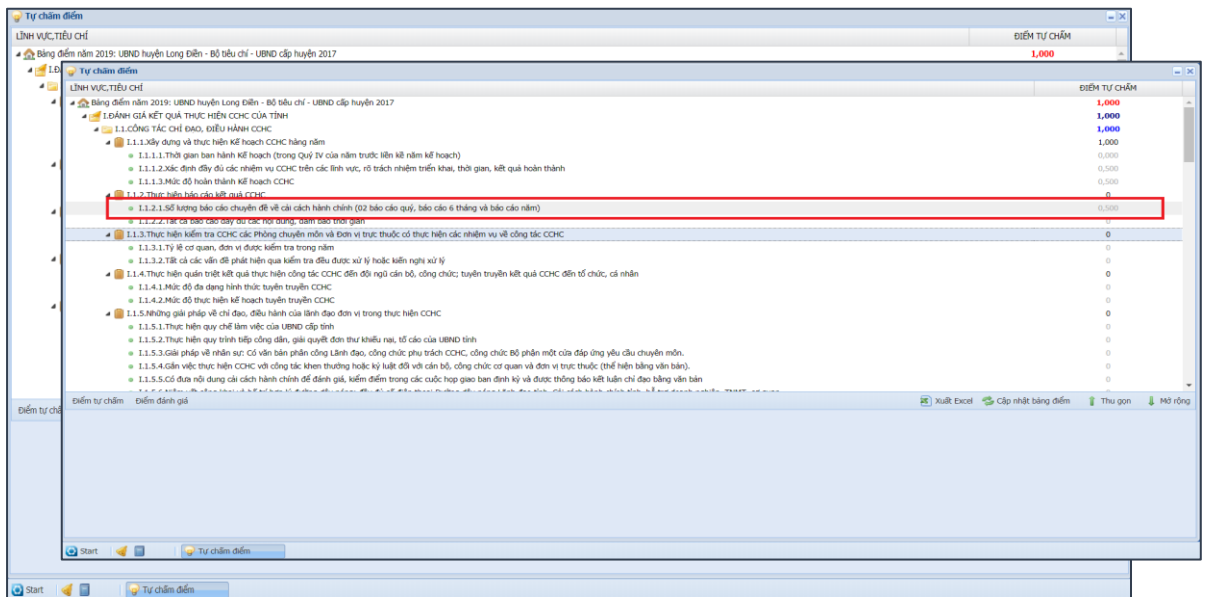 Tự chấm điểm
LĨNH VỰC,TIÊU CHÍ ĐIỂM TỰ CHẤM
Bảng điểm năm 2019: UBND huyện Long Điền - Bộ tiêu chí - UBND cấp huyện 2017 1,000
I.Đ
Tự chấm điểm
LĨNH VỰC,TIÊU CHÍ ĐIỂM TỰ CHẤM
Bảng điểm năm 2019: UBND huyện Long Điền - Bộ tiêu chí - UBND cấp huyện 2017 1,000
I.ĐÁNH GIÁ KẾT QUẢ THỰC HIỆN CCHC CỦA TỈNH 1,000
I.1.CÔNG TÁC CHỈ ĐẠO, ĐIỀU HÀNH CCHC 1,000
I.1.1.Xây dựng và thực hiện Kế hoạch CCHC hàng năm 1,000
I.1.1.1.Thời gian ban hành Kế hoạch (trong Quý IV của năm trước liền kề năm kế hoạch) 0,000
I.1.1.2.Xác định đầy đủ các nhiệm vụ CCHC trên các lĩnh vực, rõ trách nhiệm triển khai, thời gian, kết quả hoàn thành 0,500
I.1.1.3.Mức độ hoàn thành Kế hoạch CCHC 0,500
I.1.2.Thực hiện báo cáo kết quả CCHC 0
I.1.2.1.Số lượng báo cáo chuyên đề về cải cách hành chính (02 báo cáo quý, báo cáo 6 tháng và báo cáo năm) 0,500
I.1.2.2.Tất cả báo cáo đầy đủ các nội dung, đảm bảo thời gian 0
I.1.3.Thực hiện kiểm tra CCHC các Phòng chuyên môn và Đơn vị trực thuộc có thực hiện các nhiệm vụ về công tác CCHC 0
I.1.3.1.Tỷ lệ cơ quan, đơn vị được kiểm tra trong năm 0
I.1.3.2.Tất cả các vấn đề phát hiện qua kiểm tra đều được xử lý hoặc kiến nghị xử lý 0
I.1.4.Thực hiện quán triệt kết quả thực hiện công tác CCHC đến đội ngũ cán bộ, công chức; tuyên truyền kết quả CCHC đến tổ chức, cá nhân 0
I.1.4.1.Mức độ đa dạng hình thức tuyên truyền CCHC 0
I.1.4.2.Mức độ thực hiện kế hoạch tuyên truyền CCHC 0
I.1.5.Những giải pháp về chỉ đạo, điều hành của lãnh đạo đơn vị trong thực hiện CCHC 0
I.1.5.1.Thực hiện quy chế làm việc của UBND cấp tỉnh 0
I.1.5.2.Thực hiện quy trình tiếp công dân, giải quyết đơn thư khiếu nại, tố cáo của UBND tỉnh 0
I.1.5.3.Giải pháp về nhân sự: Có văn bản phân công Lãnh đạo, công chức phụ trách CCHC, công chức Bộ phận một cửa đáp ứng yêu cầu chuyên môn. 0
I.1.5.4.Gắn việc thực hiện CCHC với công tác khen thưởng hoặc kỷ luật đối với cán bộ, công chức cơ quan và đơn vị trực thuộc (thể hiện bằng văn bản). 0
I.1.5.5.Có đưa nội dung cải cách hành chính để đánh giá, kiểm điểm trong các cuộc họp giao ban định kỳ và được thông báo kết luận chỉ đạo bằng văn bản 0
Điểm tự chấm Điểm đánh giá Xuất Excel Cập nhật bảng điểm Thu gọn Mở rộng
Điểm tự chấ
Start Tự chấm điểm
Start Tự chấm điểm